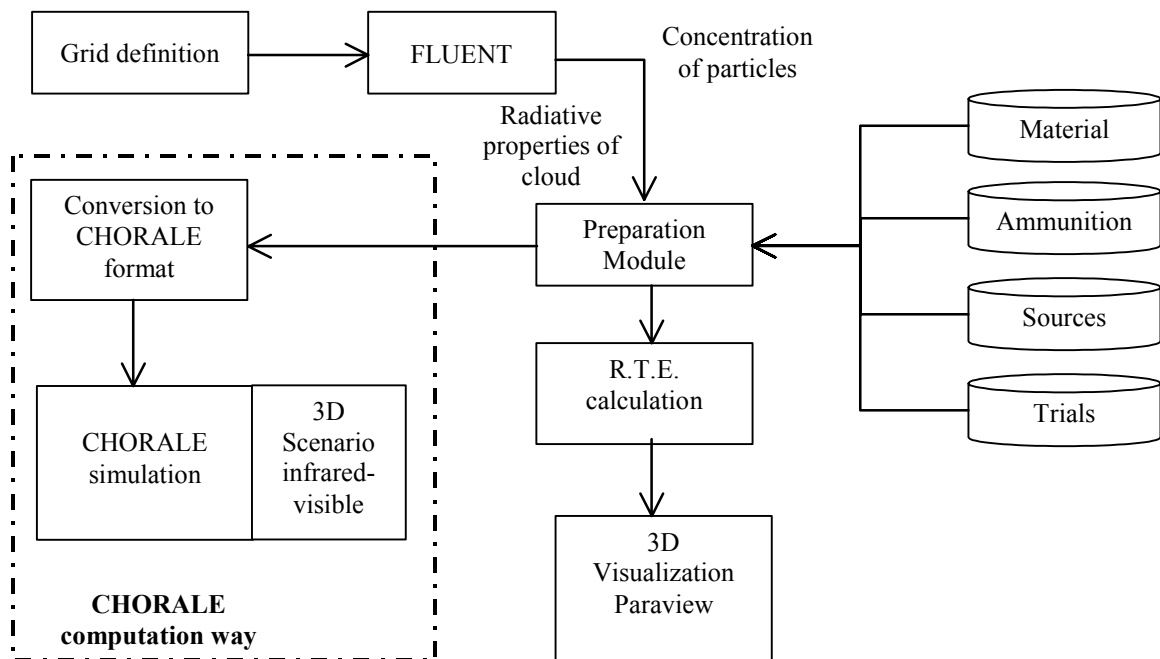 Grid definition
FLUENT
Concentration
of particles
Radiative
properties of
cloud
Material
Ammunition
Sources
Trials
Conversion to
CHORALE
format
Preparation
Module
R.T.E.
calculation
CHORALE
simulation
3D
Scenario
infrared-
visible
3D
Visualization
Paraview
CHORALE
computation way